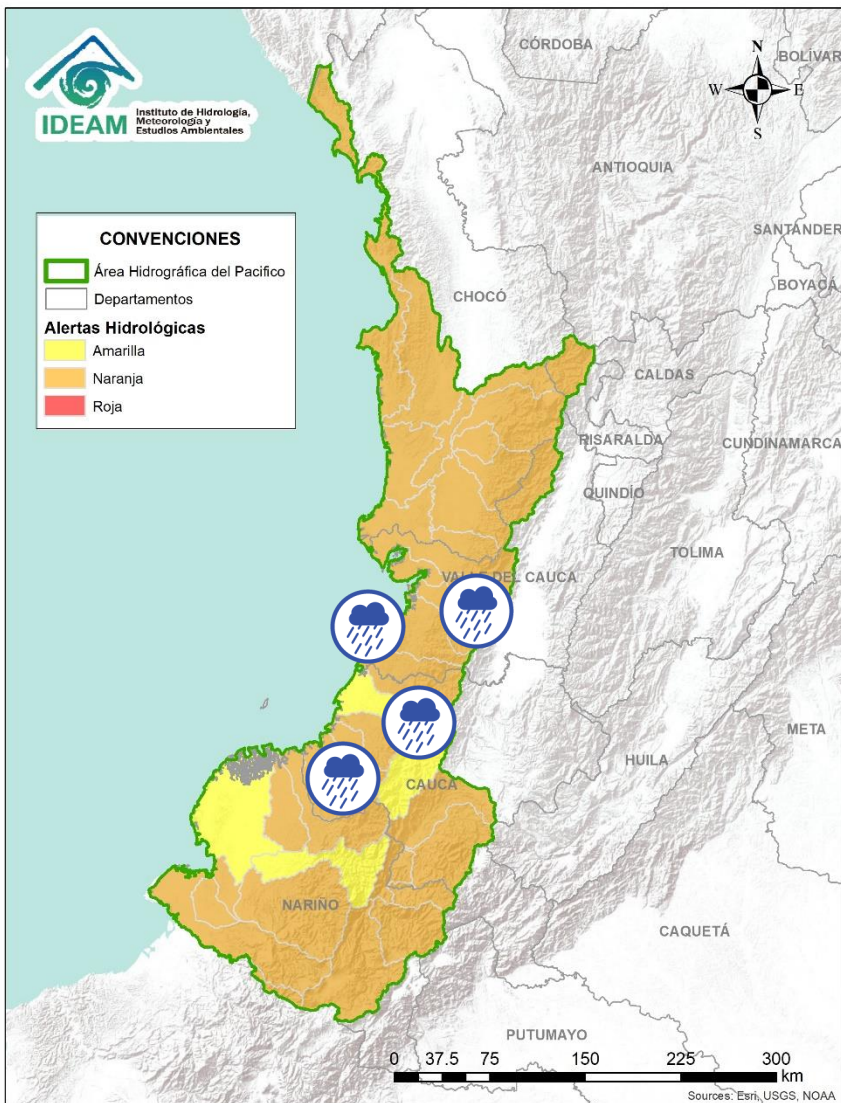 IDEAM
Instituto de Hidrología,
Meteorología y
Estudios Ambientales
N
W E
S
CÓRDOBA
BOLÍVAR
ANTIOQUIA
SANTANDER
BOYACÁ
CONVENCIONES
Área Hidrográfica del Pacifico
Departamentos
Alertas Hidrológicas
Amarilla
Naranja
Roja
CHOCÓ
CALDAS
RISARALDA
CUNDINAMARCA
QUINDÍO
TOLIMA
VALLE DEL CAUCA
META
HUILA
CAUCA
NARIÑO
CAQUETÁ
PUTUMAYO
0 37.5 75 150 225 300
km
Sources: Esri, USGS, NOAA